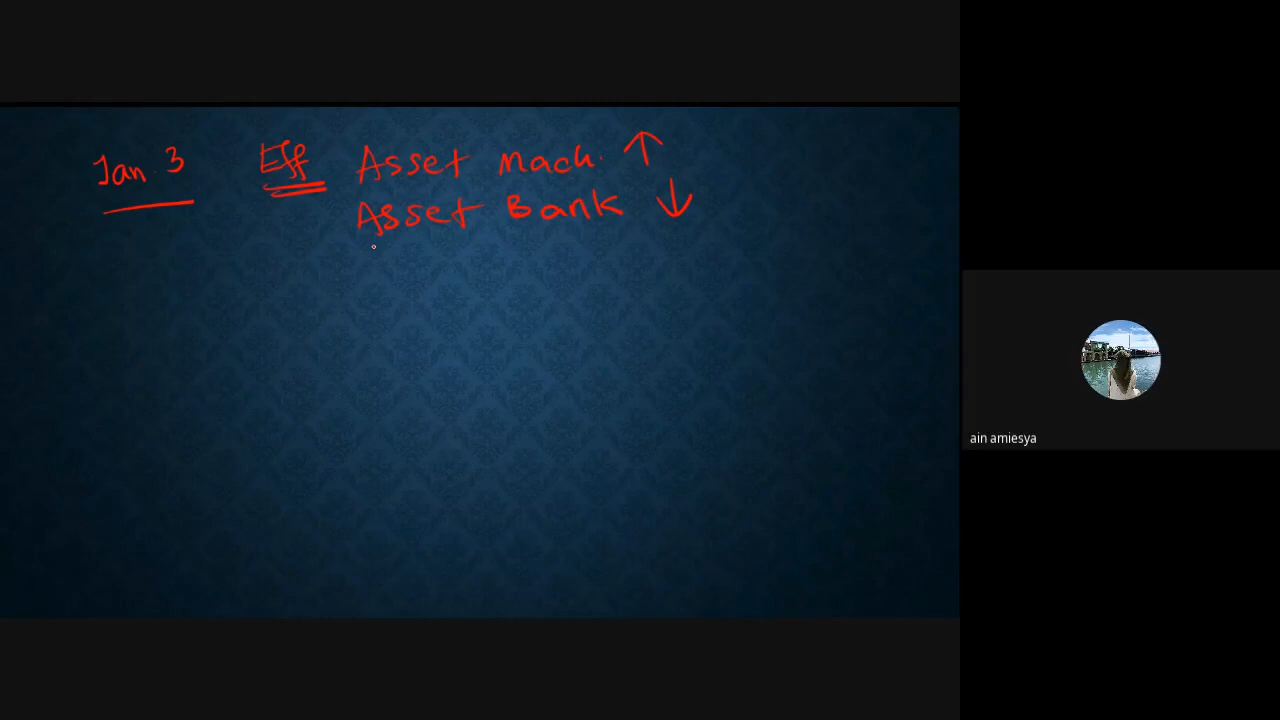 Jan. 3 Eff Asset Mach. ↑
Asset Bank ↓
ain amiesya